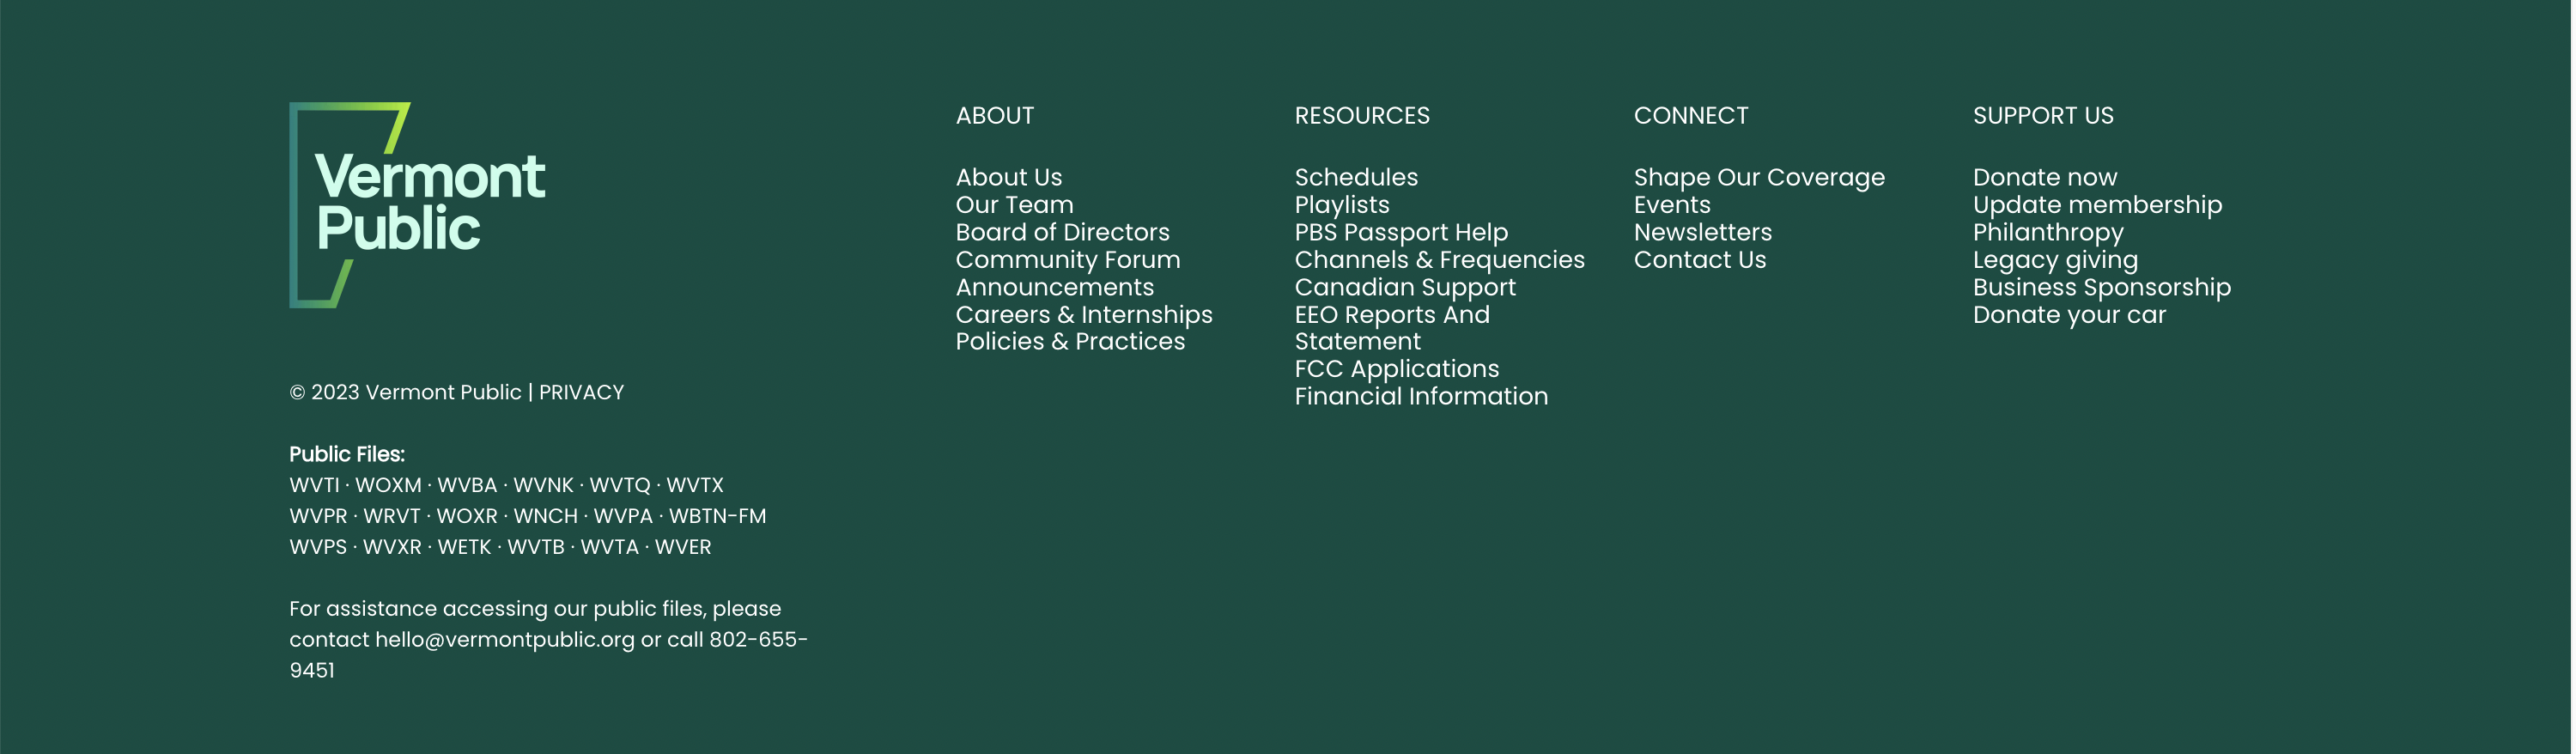 Vermont
Public
© 2023 Vermont Public | PRIVACY
Public Files:
WVTI · WOXM · WVBA · WVNK · WVTQ · WVTX
WVPR · WRVT · WOXR · WNCH · WVPA · WBTN-FM
WVPS · WVXR · WETK · WVTB · WVTA · WVER
For assistance accessing our public files, please
contact hello@vermontpublic.org or call 802-655-
9451
ABOUT
About Us
Our Team
Board of Directors
Community Forum
Announcements
Careers & Internships
Policies & Practices
RESOURCES
Schedules
Playlists
PBS Passport Help
Channels & Frequencies
Canadian Support
EEO Reports And
Statement
FCC Applications
Financial Information
CONNECT
Shape Our Coverage
Events
Newsletters
Contact Us
SUPPORT US
Donate now
Update membership
Philanthropy
Legacy giving
Business Sponsorship
Donate your car